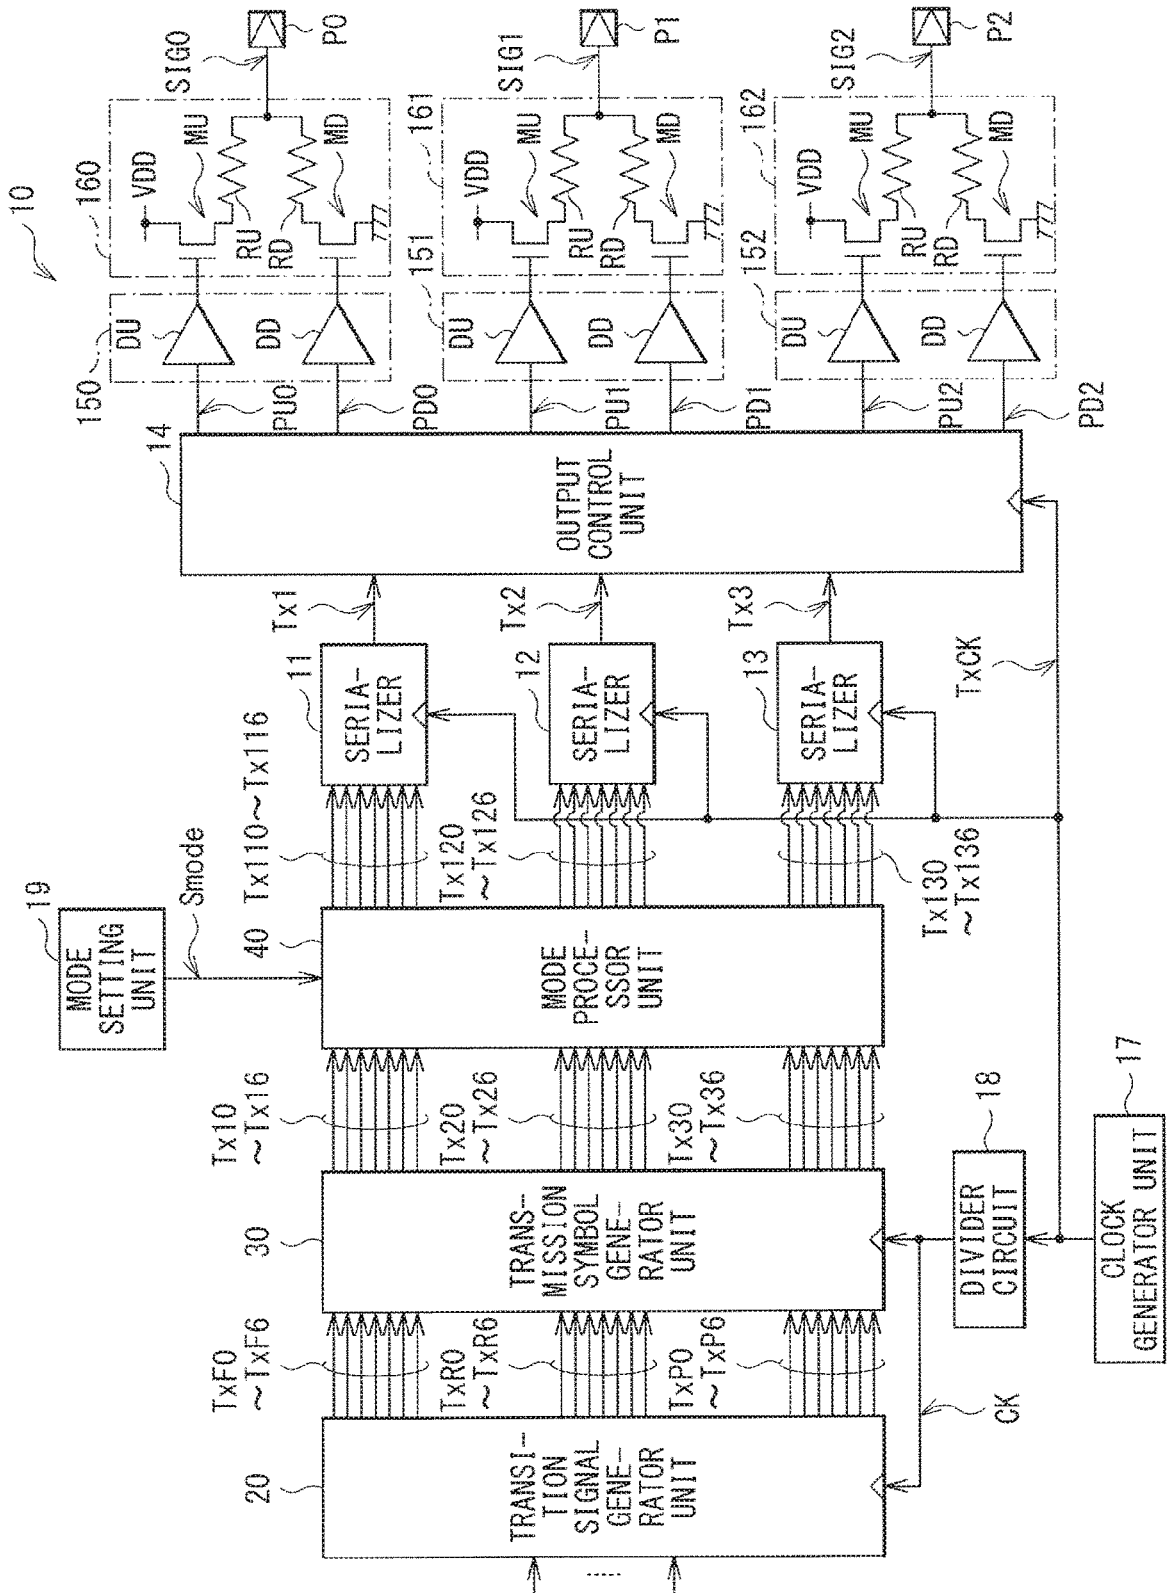 10
20
TRANSI-
TION
SIGNAL
GENE-
RATOR
UNIT
TxF0
~TxF6
TxR0
~TxR6
TxP0
~TxP6
CK
30
TRANS-
MISSION
SYMBOL
GENE-
RATOR
UNIT
Tx10
~Tx16
Tx20
~Tx26
Tx30
~Tx36
18
DIVIDER
CIRCUIT
17
CLOCK
GENERATOR UNIT
19
MODE
SETTING
UNIT
Smode
40
MODE
PROCE-
SSOR
UNIT
Tx110~Tx116
Tx120
~Tx126
Tx130
~Tx136
11
SERIA-
LIZER
12
SERIA-
LIZER
13
SERIA-
LIZER
Tx1
Tx2
Tx3
TxCK
14
OUTPUT
CONTROL
UNIT
PU0
PD0
PU1
PD1
PU2
PD2
150
DU
DD
151
DU
DD
152
DU
DD
160
VDD
MU
RU
RD
MD
161
VDD
MU
RU
RD
MD
162
VDD
MU
RU
RD
MD
SIG0
P0
SIG1
P1
SIG2
P2